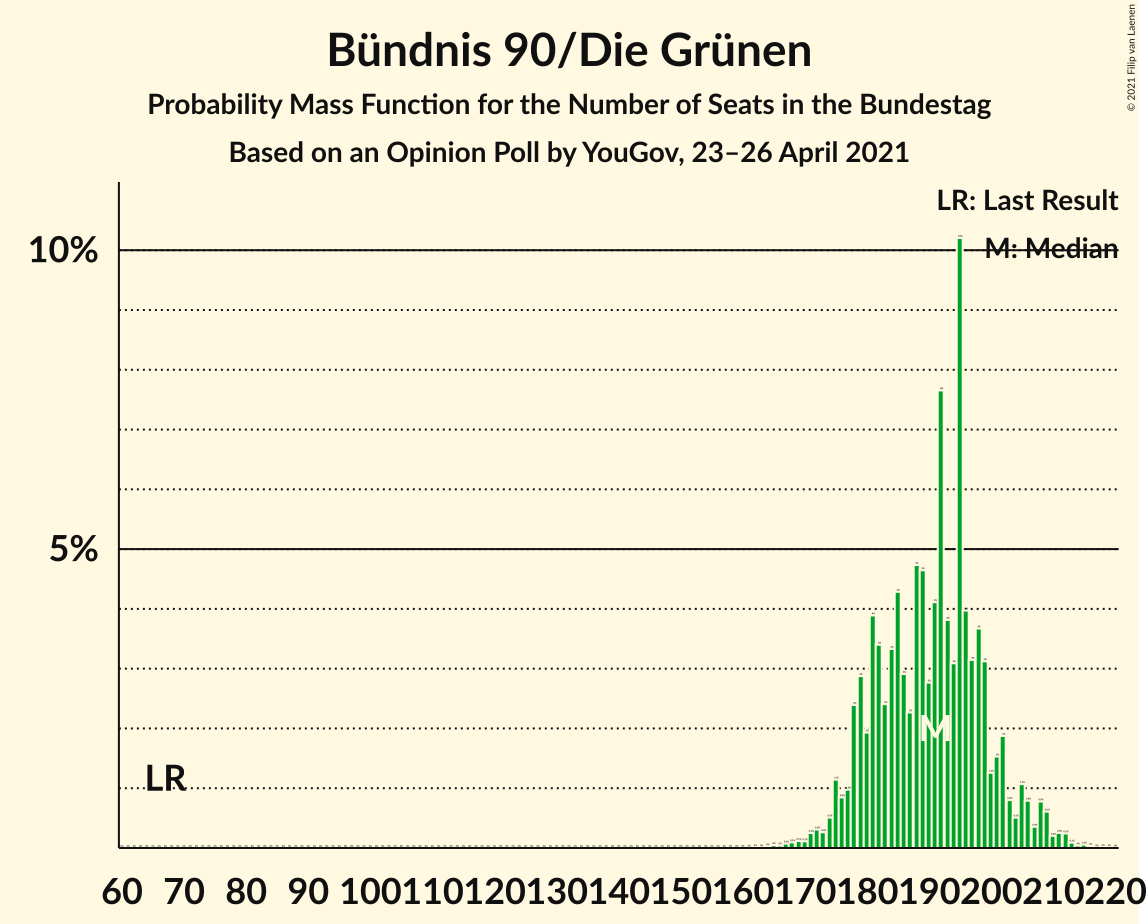 Bündnis 90/Die Grünen
Probability Mass Function for the Number of Seats in the Bundestag
Based on an Opinion Poll by YouGov, 23–26 April 2021
© 2021 Filip van Laenen
LR: Last Result
M: Median
10%
5%
LR
M
60 70 80 90 100 110 120 130 140 150 160 170 180 190 200 210 220